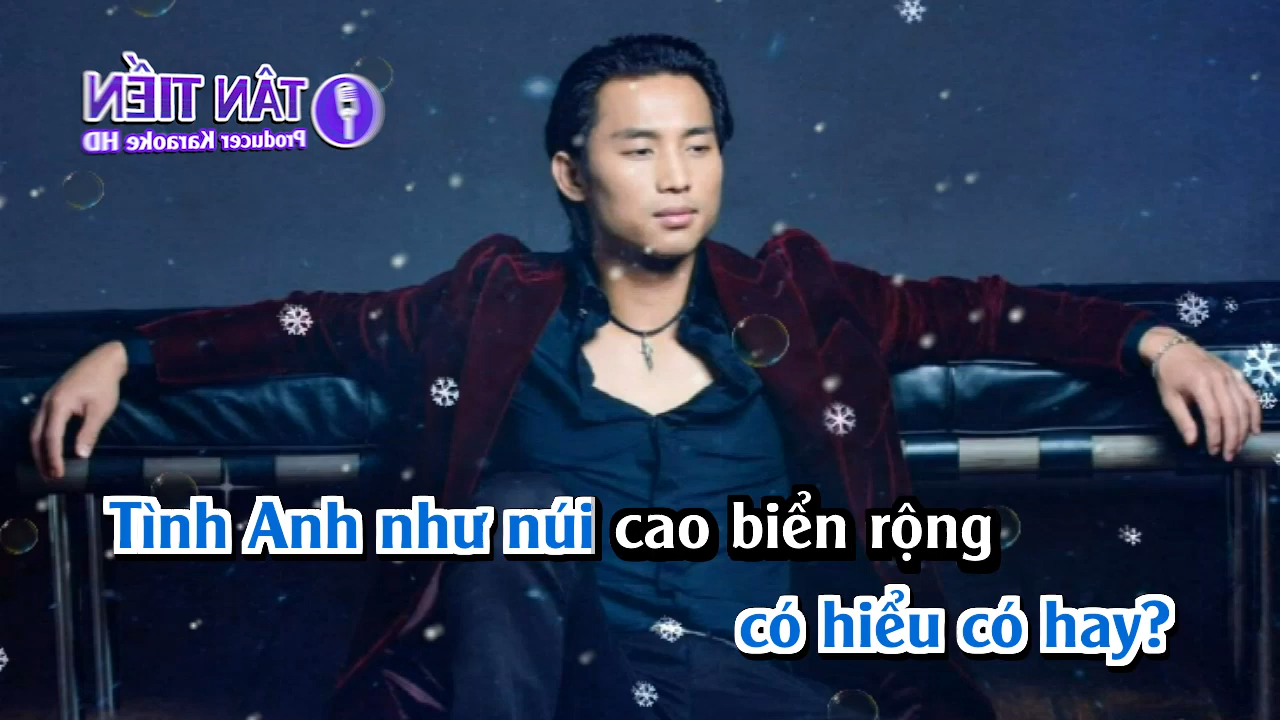 TÂN TIẾN
Producer Karaoke HD
Tình Anh như núi cao biển rộng
có hiểu có hay?